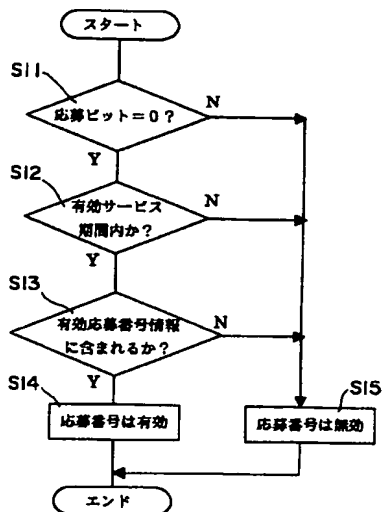 スタート
S11
応募ビット=0?
N
Y
S12
有効サービス
期間内か?
N
Y
S13
有効応募番号情報
に含まれるか?
N
Y
S14
応募番号は有効
S15
応募番号は無効
エンド